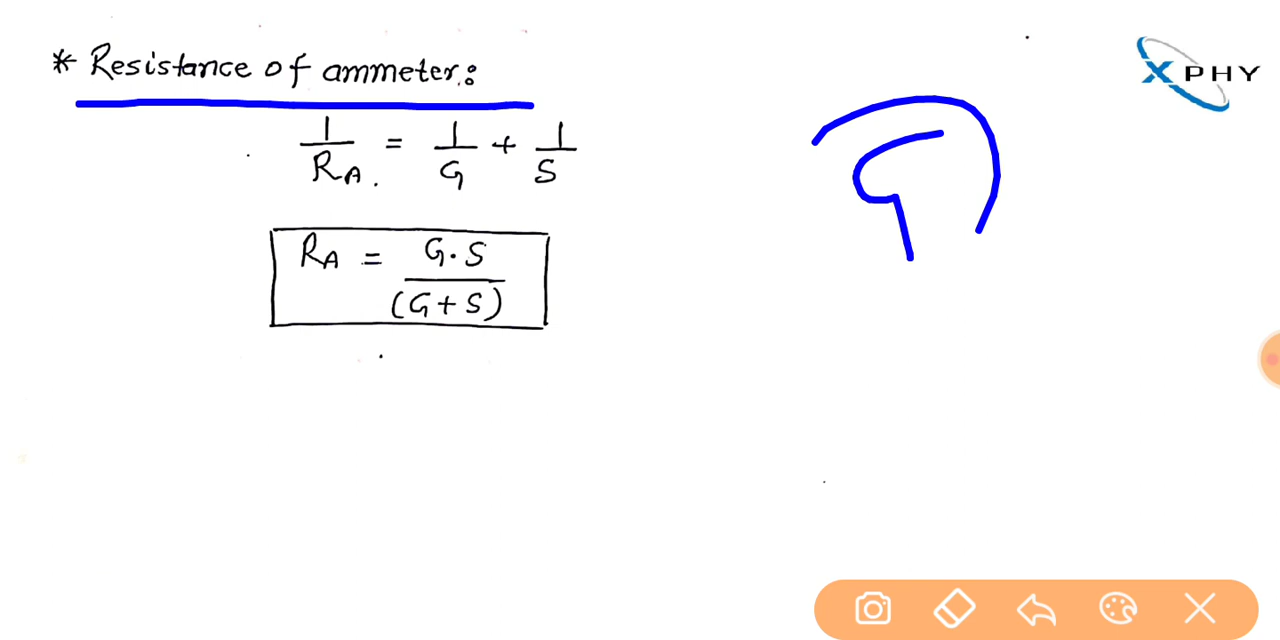 * Resistance of ammeter:
1/R_A. = 1/G + 1/S
R_A = G·S/(G+S)
XPHY